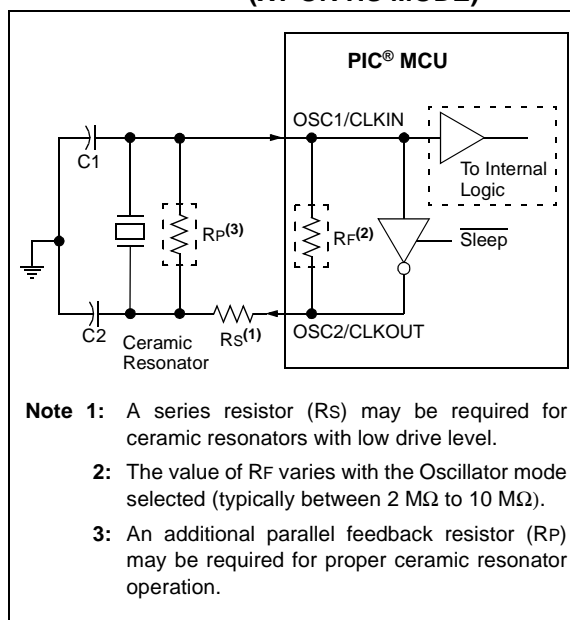 (XT OR HS MODE)
PIC® MCU
OSC1/CLKIN
C1
To Internal
Logic
RP(3)
RF(2)
Sleep
C2
Ceramic
Resonator
RS(1)
OSC2/CLKOUT
Note 1: A series resistor (RS) may be required for
ceramic resonators with low drive level.
2: The value of RF varies with the Oscillator mode
selected (typically between 2 MΩ to 10 MΩ).
3: An additional parallel feedback resistor (RP)
may be required for proper ceramic resonator
operation.